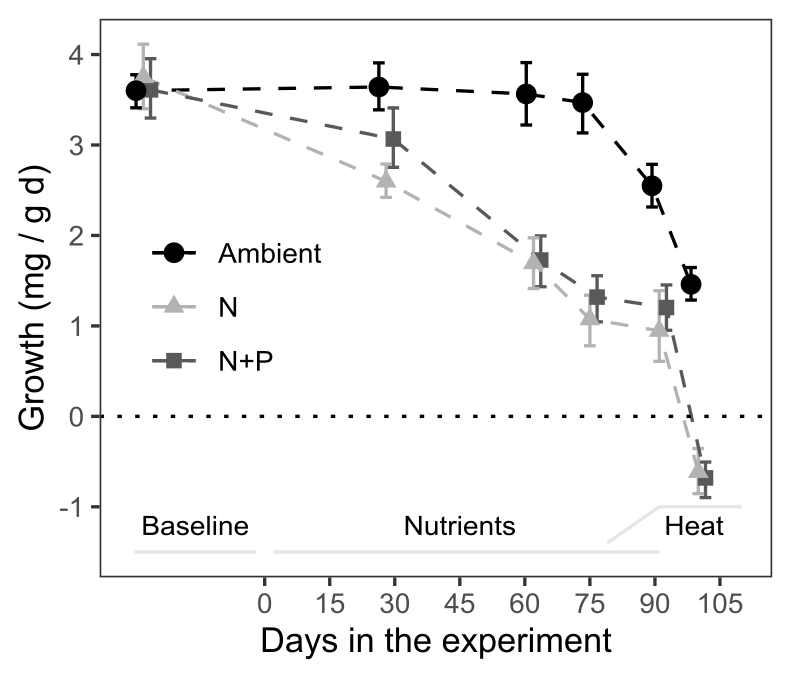 Growth (mg / g d)
4
3
2
1
0
-1
Ambient
N
N+P
Baseline
Nutrients
Heat
0 15 30 45 60 75 90 105
Days in the experiment